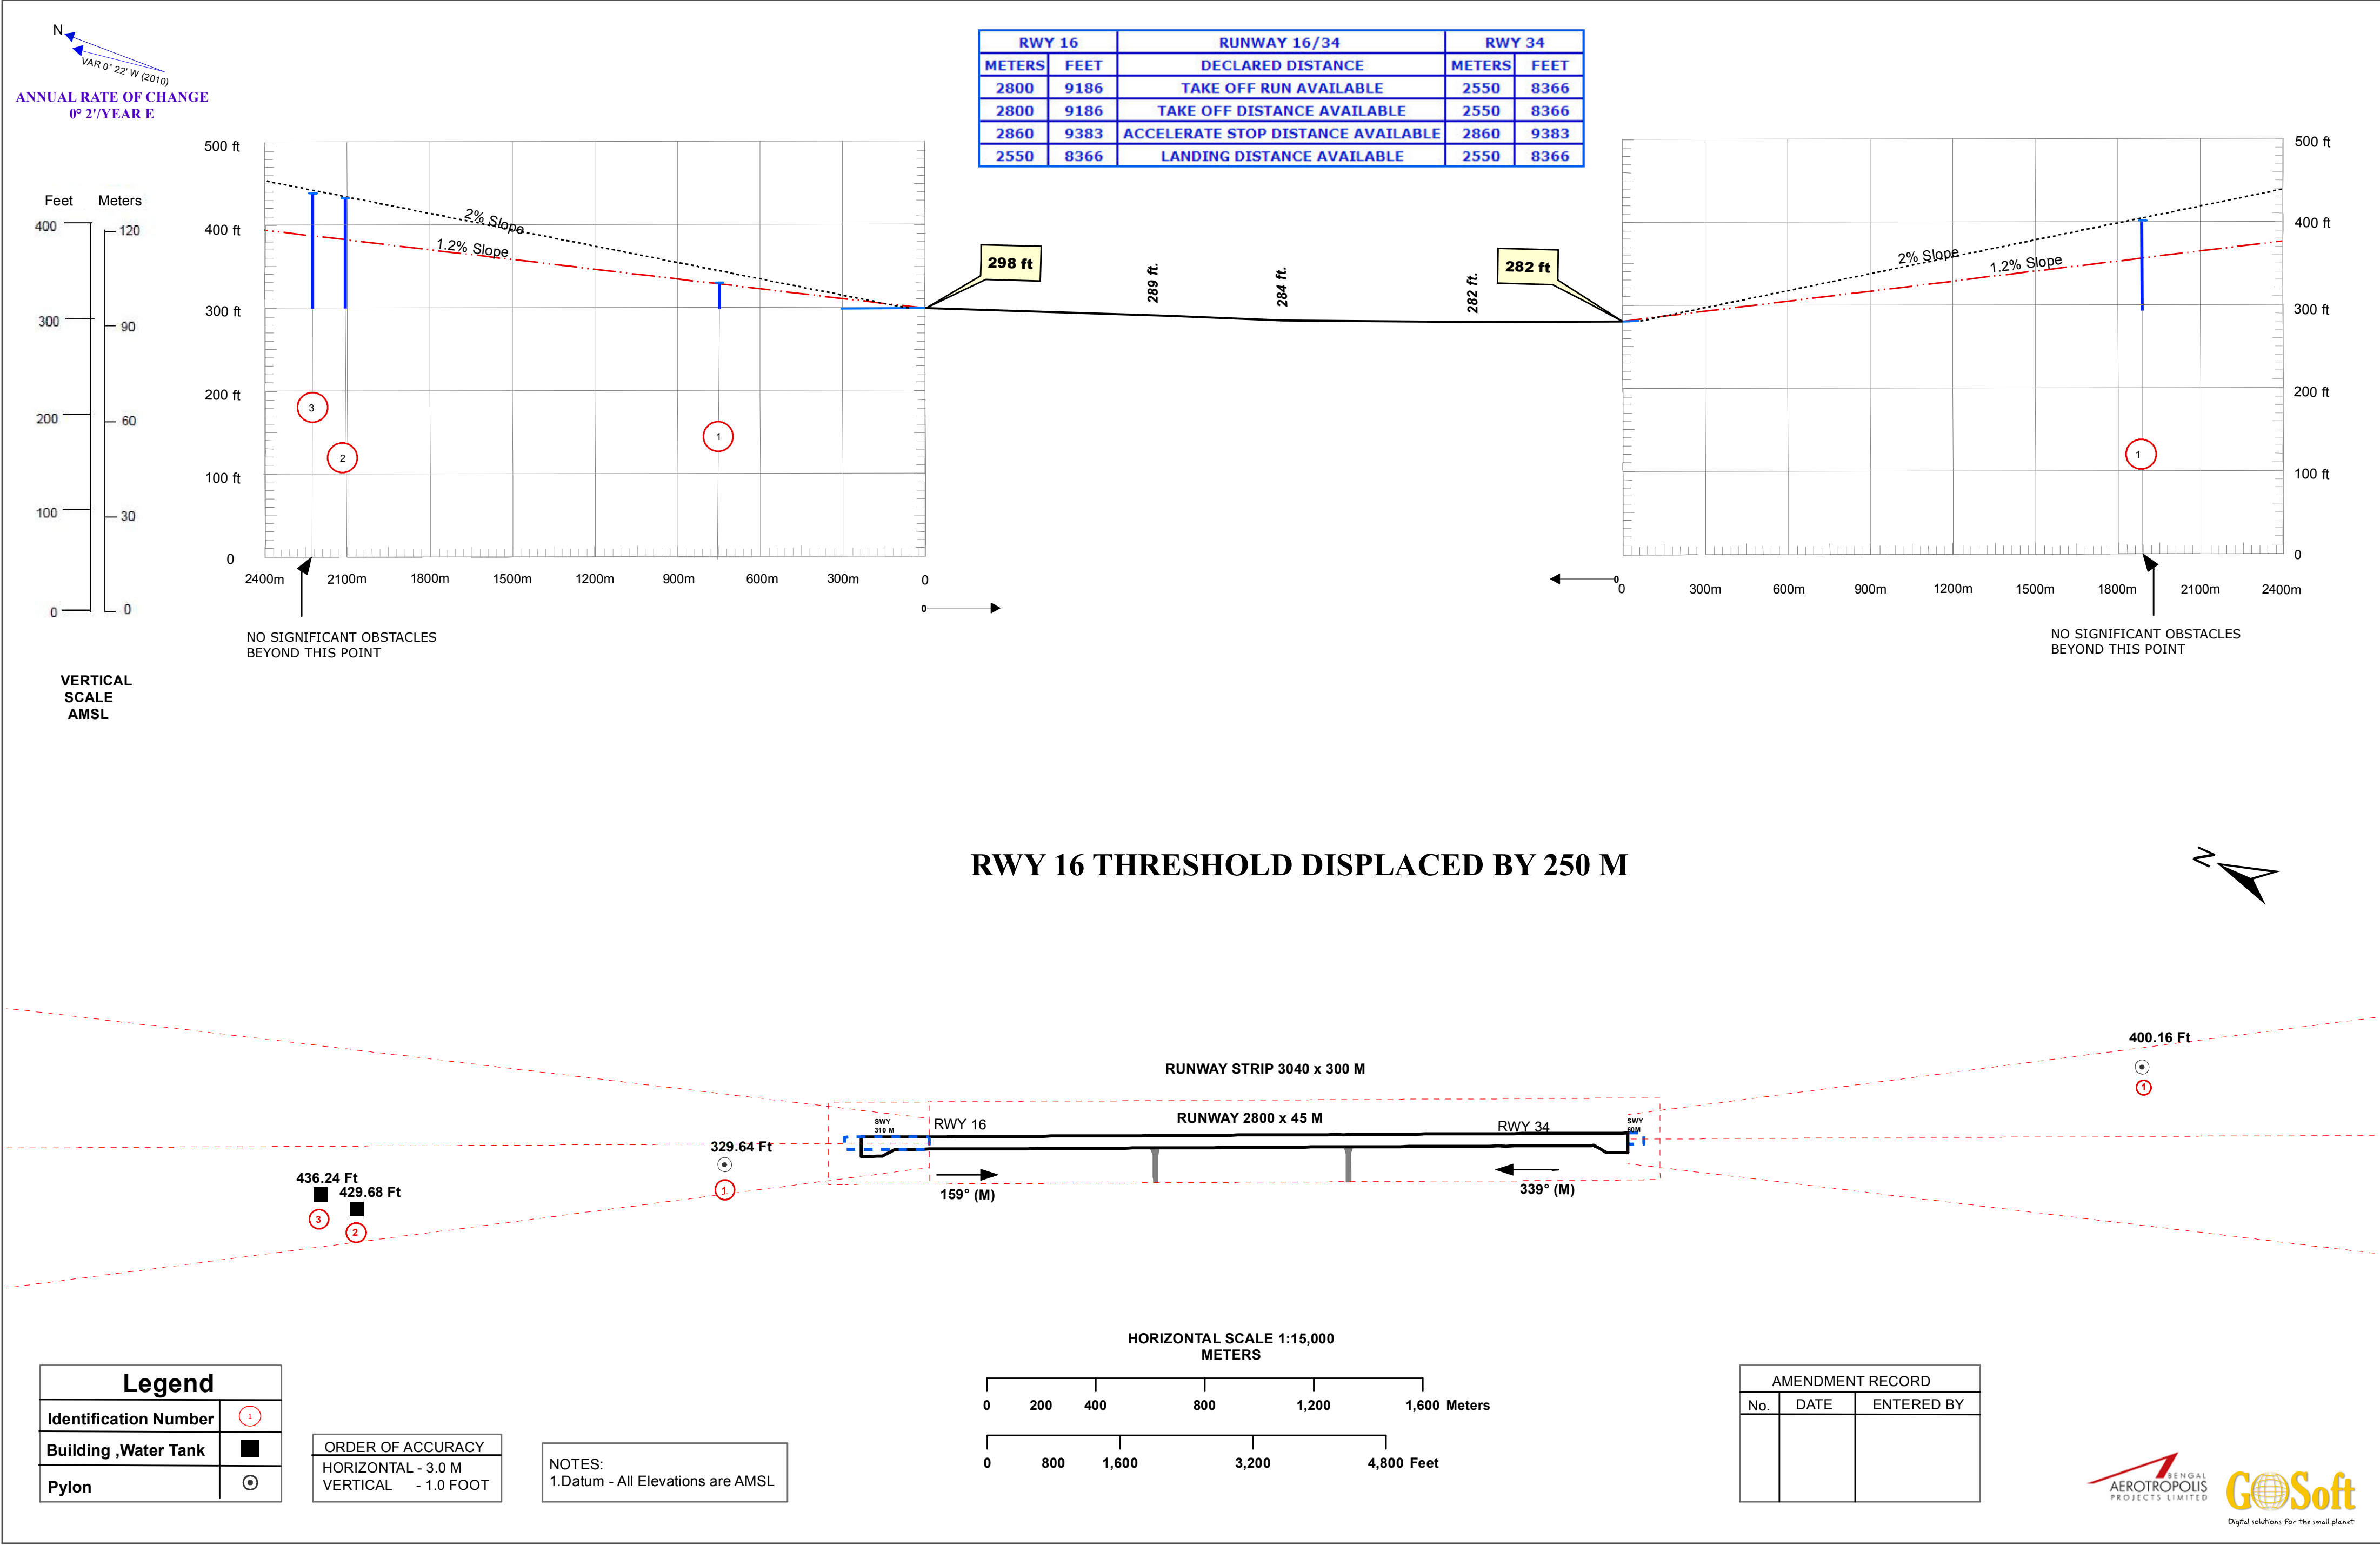 N
VAR 0° 22' W (2010)
ANNUAL RATE OF CHANGE
0° 2'/YEAR E
RWY 16 RUNWAY 16/34 RWY 34
METERS FEET DECLARED DISTANCE METERS FEET
2800 9186 TAKE OFF RUN AVAILABLE 2550 8366
2800 9186 TAKE OFF DISTANCE AVAILABLE 2550 8366
2860 9383 ACCELERATE STOP DISTANCE AVAILABLE 2860 9383
2550 8366 LANDING DISTANCE AVAILABLE 2550 8366
Feet Meters
400
300
200
100
0
120
90
60
30
0
VERTICAL
SCALE
AMSL
500 ft
400 ft
300 ft
200 ft
100 ft
0
2% Slope
1.2% Slope
3
2
1
2400m 2100m 1800m 1500m 1200m 900m 600m 300m 0
0
NO SIGNIFICANT OBSTACLES
BEYOND THIS POINT
298 ft
289 ft.
284 ft.
282 ft.
282 ft
2% Slope
1.2% Slope
1
500 ft
400 ft
300 ft
200 ft
100 ft
0
0
0 300m 600m 900m 1200m 1500m 1800m 2100m 2400m
NO SIGNIFICANT OBSTACLES
BEYOND THIS POINT
RWY 16 THRESHOLD DISPLACED BY 250 M
N
400.16 Ft
1
RUNWAY STRIP 3040 x 300 M
RUNWAY 2800 x 45 M
SWY
310 M
RWY 16
RWY 34
SWY
60M
329.64 Ft
1
436.24 Ft
3
429.68 Ft
2
159° (M)
339° (M)
HORIZONTAL SCALE 1:15,000
METERS
0 200 400 800 1,200 1,600 Meters
0 800 1,600 3,200 4,800 Feet
Legend
Identification Number 1
Building ,Water Tank
Pylon
ORDER OF ACCURACY
HORIZONTAL - 3.0 M
VERTICAL - 1.0 FOOT
NOTES:
1.Datum - All Elevations are AMSL
AMENDMENT RECORD
No. DATE ENTERED BY
BENGAL
AEROTROPOLIS
PROJECTS LIMITED
GOSoft
Digital solutions for the small planet